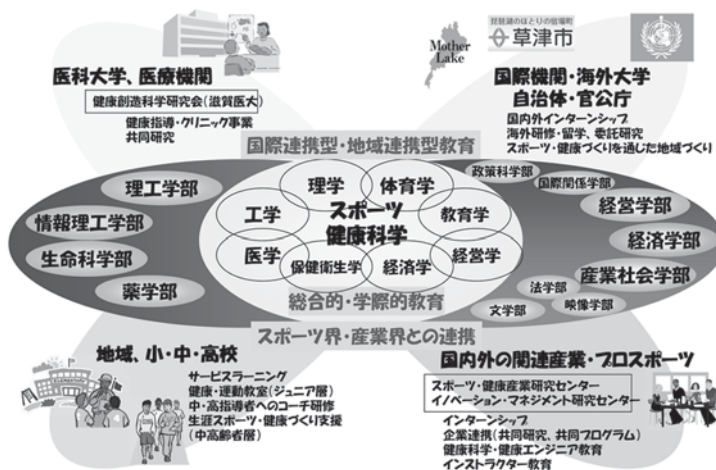 Mother
Lake
琵琶湖のほとりの宿場町
草津市
医科大学、医療機関
健康創造科学研究会(滋賀医大)
健康指導・クリニック事業
共同研究
国際機関・海外大学
自治体・官公庁
国内外インターンシップ
海外研修・留学、委託研究
スポーツ・健康づくりを通じた地域づくり
国際連携型・地域連携型教育
理工学部
情報理工学部
生命科学部
薬学部
理学
体育学
工学
教育学
医学
経営学
保健衛生学
経済学
スポーツ
健康科学
政策科学部
国際関係学部
経営学部
経済学部
産業社会学部
法学部
映像学部
文学部
総合的・学際的教育
スポーツ界・産業界との連携
地域、小・中・高校
サービスラーニング
健康・運動教室(ジュニア層)
中・高指導者へのコーチ研修
生涯スポーツ・健康づくり支援
(中高齢者層)
国内外の関連産業・プロスポーツ
スポーツ・健康産業研究センター
イノベーション・マネジメント研究センター
インターンシップ
企業連携(共同研究、共同プログラム)
健康科学・健康エンジニア教育
インストラクター教育